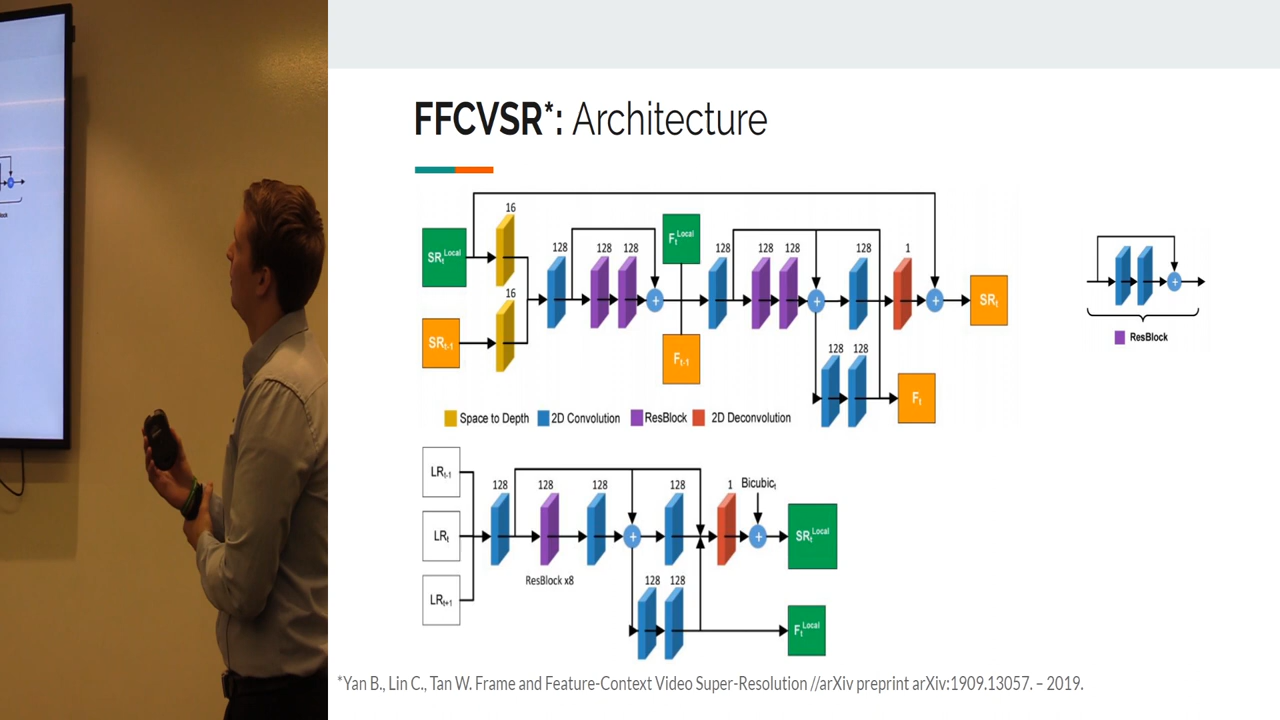 FFCVSR*: Architecture
16
SRt Local
128
128 128
Ft Local
128
128 128
128
1
16
SRt-1
Ft-1
SRt
128 128
Ft
ResBlock
Space to Depth 2D Convolution ResBlock 2D Deconvolution
LRt-1
LRt
LRt+1
128
128
128
128
1
Bicubict
SRt Local
ResBlock x8
128 128
Ft Local
*Yan B., Lin C., Tan W. Frame and Feature-Context Video Super-Resolution //arXiv preprint arXiv:1909.13057. – 2019.